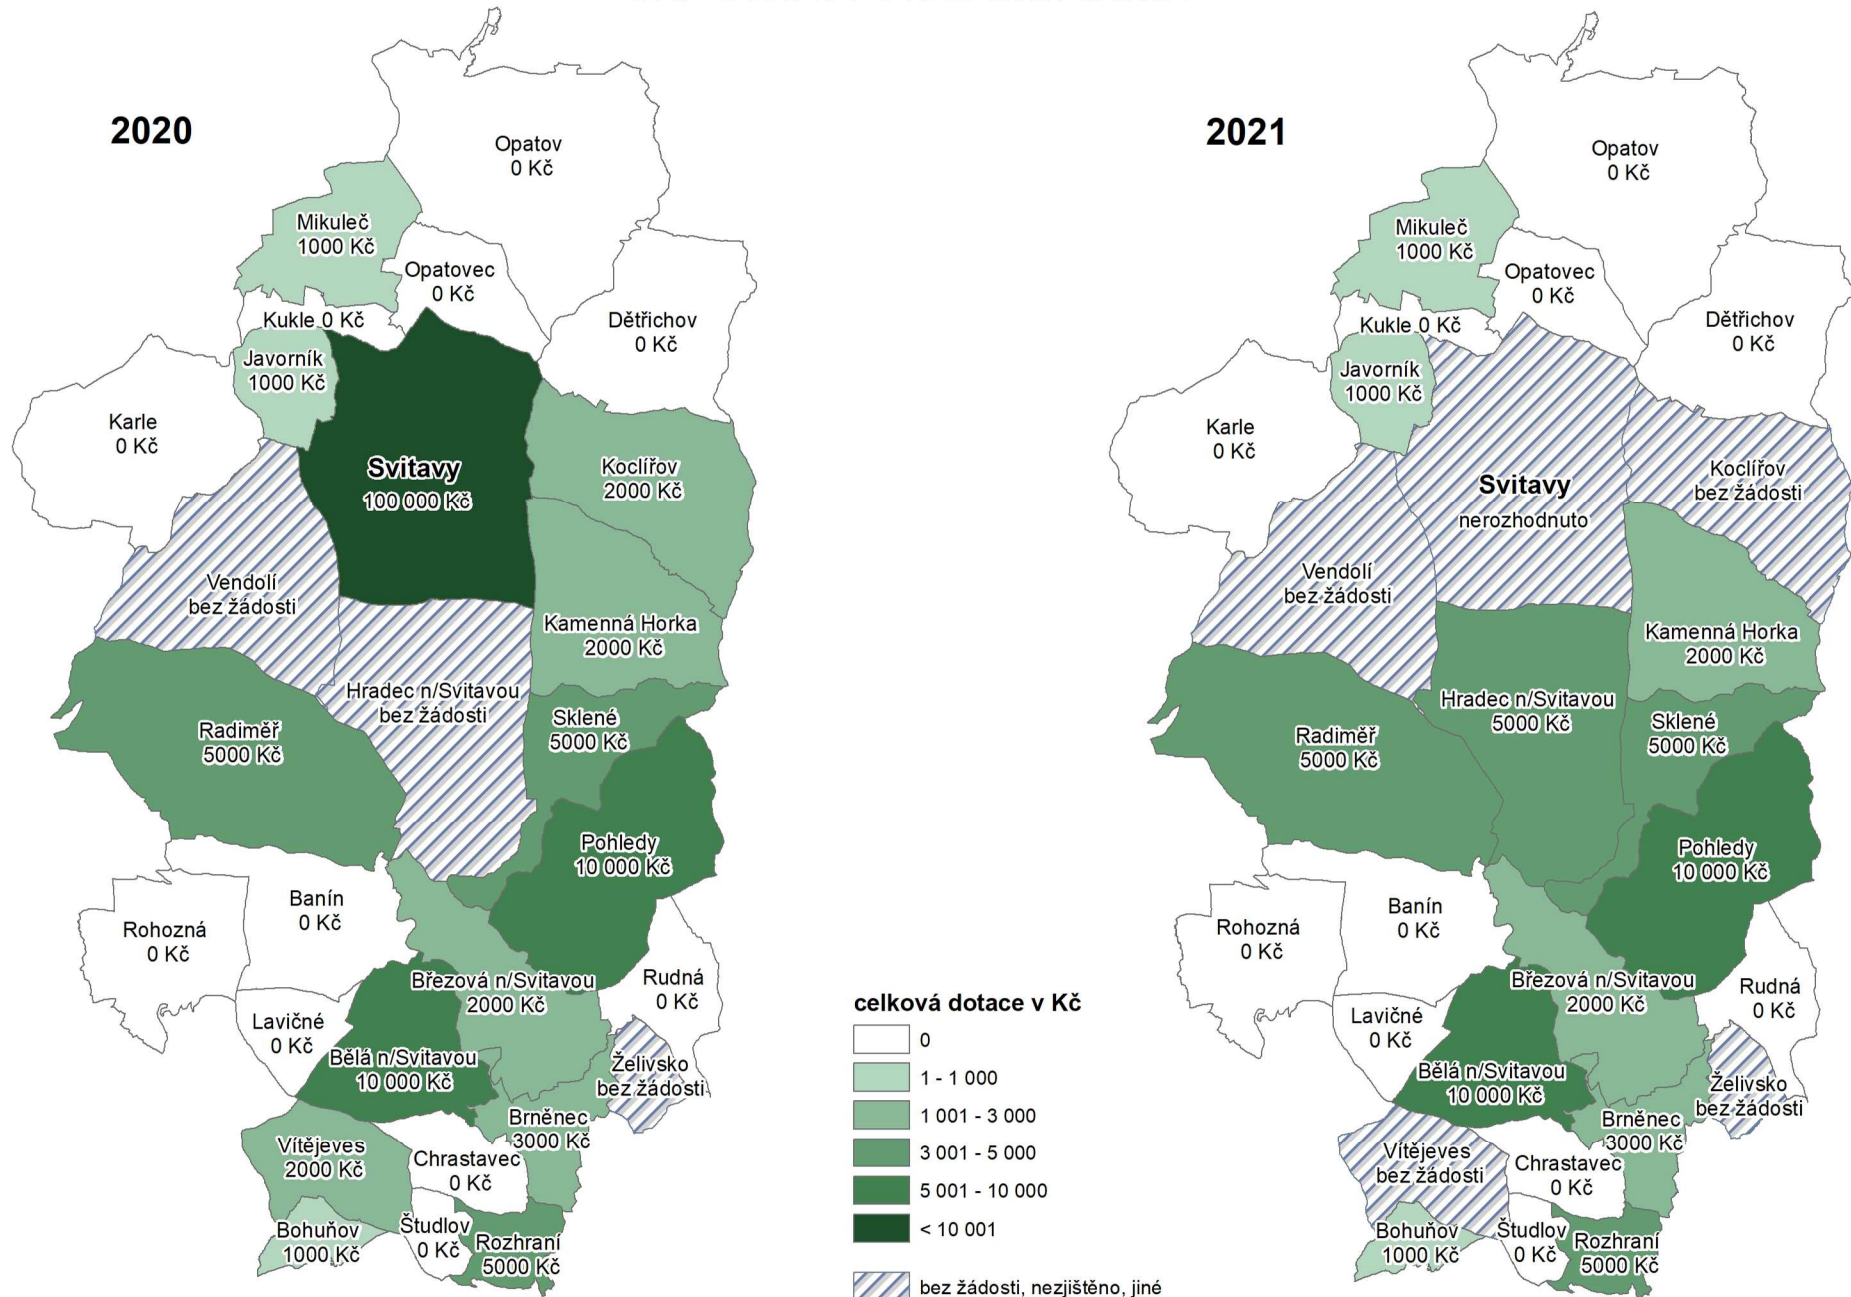 2020
Opatov
0 Kč
Mikuleč
1000 Kč
Opatovec
0 Kč
Kukle 0 Kč
Dětřichov
0 Kč
Javorník
1000 Kč
Karle
0 Kč
Svitavy
100 000 Kč
Koclířov
2000 Kč
Vendolí
bez žádosti
Kamenná Horka
2000 Kč
Hradec n/Svitavou
bez žádosti
Radiměř
5000 Kč
Sklené
5000 Kč
Pohledy
10 000 Kč
Banín
0 Kč
Rohozná
0 Kč
Březová n/Svitavou
2000 Kč
Rudná
0 Kč
Lavičné
0 Kč
Bělá n/Svitavou
10 000 Kč
Želivsko
bez žádosti
Brněnec
3000 Kč
Vítějeves
2000 Kč
Chrastavec
0 Kč
Bohuňov
1000 Kč
Študlov
0 Kč
Rozhraní
5000 Kč
celková dotace v Kč
0
1 - 1 000
1 001 - 3 000
3 001 - 5 000
5 001 - 10 000
< 10 001
bez žádosti, nezjištěno, jiné
2021
Opatov
0 Kč
Mikuleč
1000 Kč
Opatovec
0 Kč
Kukle 0 Kč
Dětřichov
0 Kč
Javorník
1000 Kč
Karle
0 Kč
Svitavy
nerozhodnuto
Koclířov
bez žádosti
Vendolí
bez žádosti
Kamenná Horka
2000 Kč
Hradec n/Svitavou
5000 Kč
Radiměř
5000 Kč
Sklené
5000 Kč
Pohledy
10 000 Kč
Banín
0 Kč
Rohozná
0 Kč
Březová n/Svitavou
2000 Kč
Rudná
0 Kč
Lavičné
0 Kč
Bělá n/Svitavou
10 000 Kč
Želivsko
bez žádosti
Brněnec
3000 Kč
Vítějeves
bez žádosti
Chrastavec
0 Kč
Bohuňov
1000 Kč
Študlov
0 Kč
Rozhraní
5000 Kč